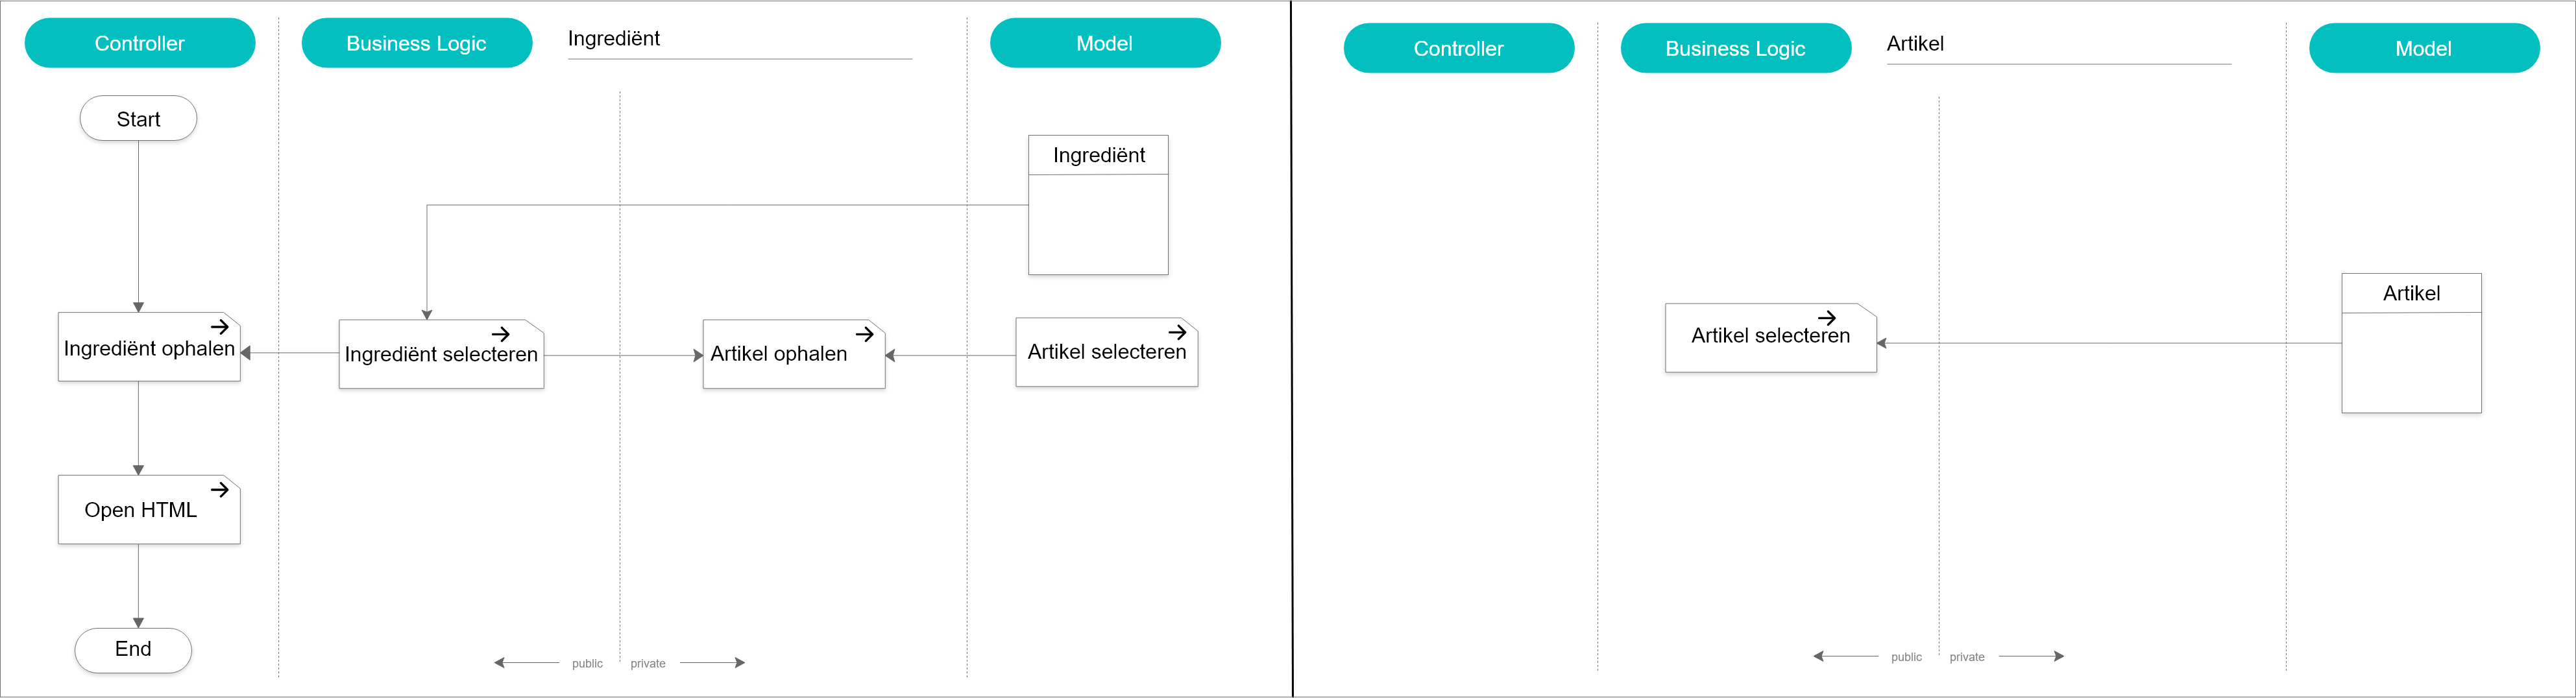 Controller
Business Logic
Ingrediënt
Model
Start
Ingrediënt
Ingrediënt ophalen
Ingrediënt selecteren
Artikel ophalen
Artikel selecteren
Open HTML
End
public
private
Controller
Business Logic
Artikel
Model
Artikel
Artikel selecteren
public
private